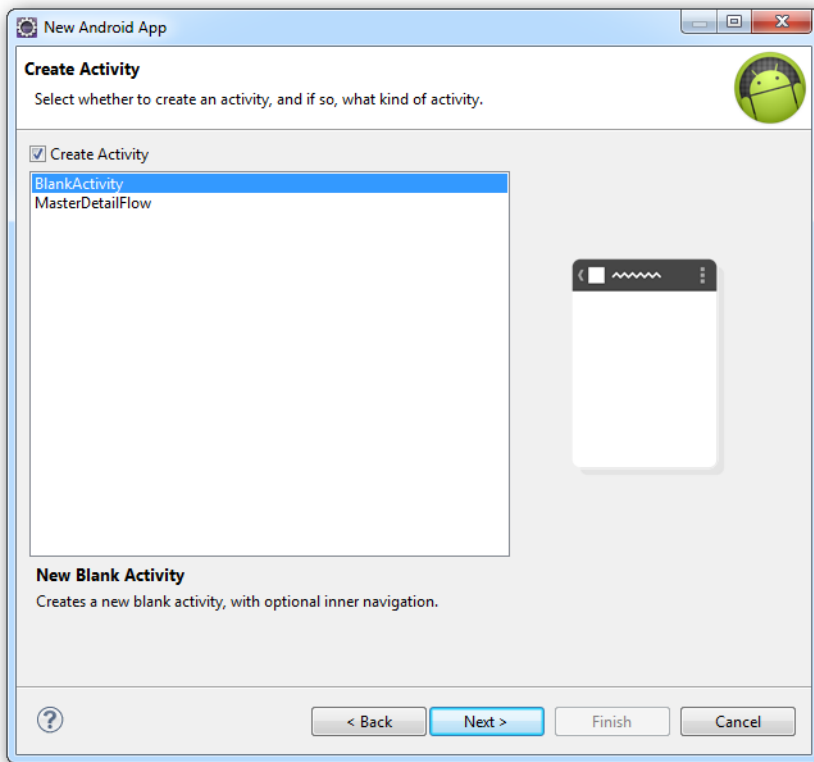 New Android App
Create Activity
Select whether to create an activity, and if so, what kind of activity.
Create Activity
BlankActivity
MasterDetailFlow
New Blank Activity
Creates a new blank activity, with optional inner navigation.
? < Back Next > Finish Cancel